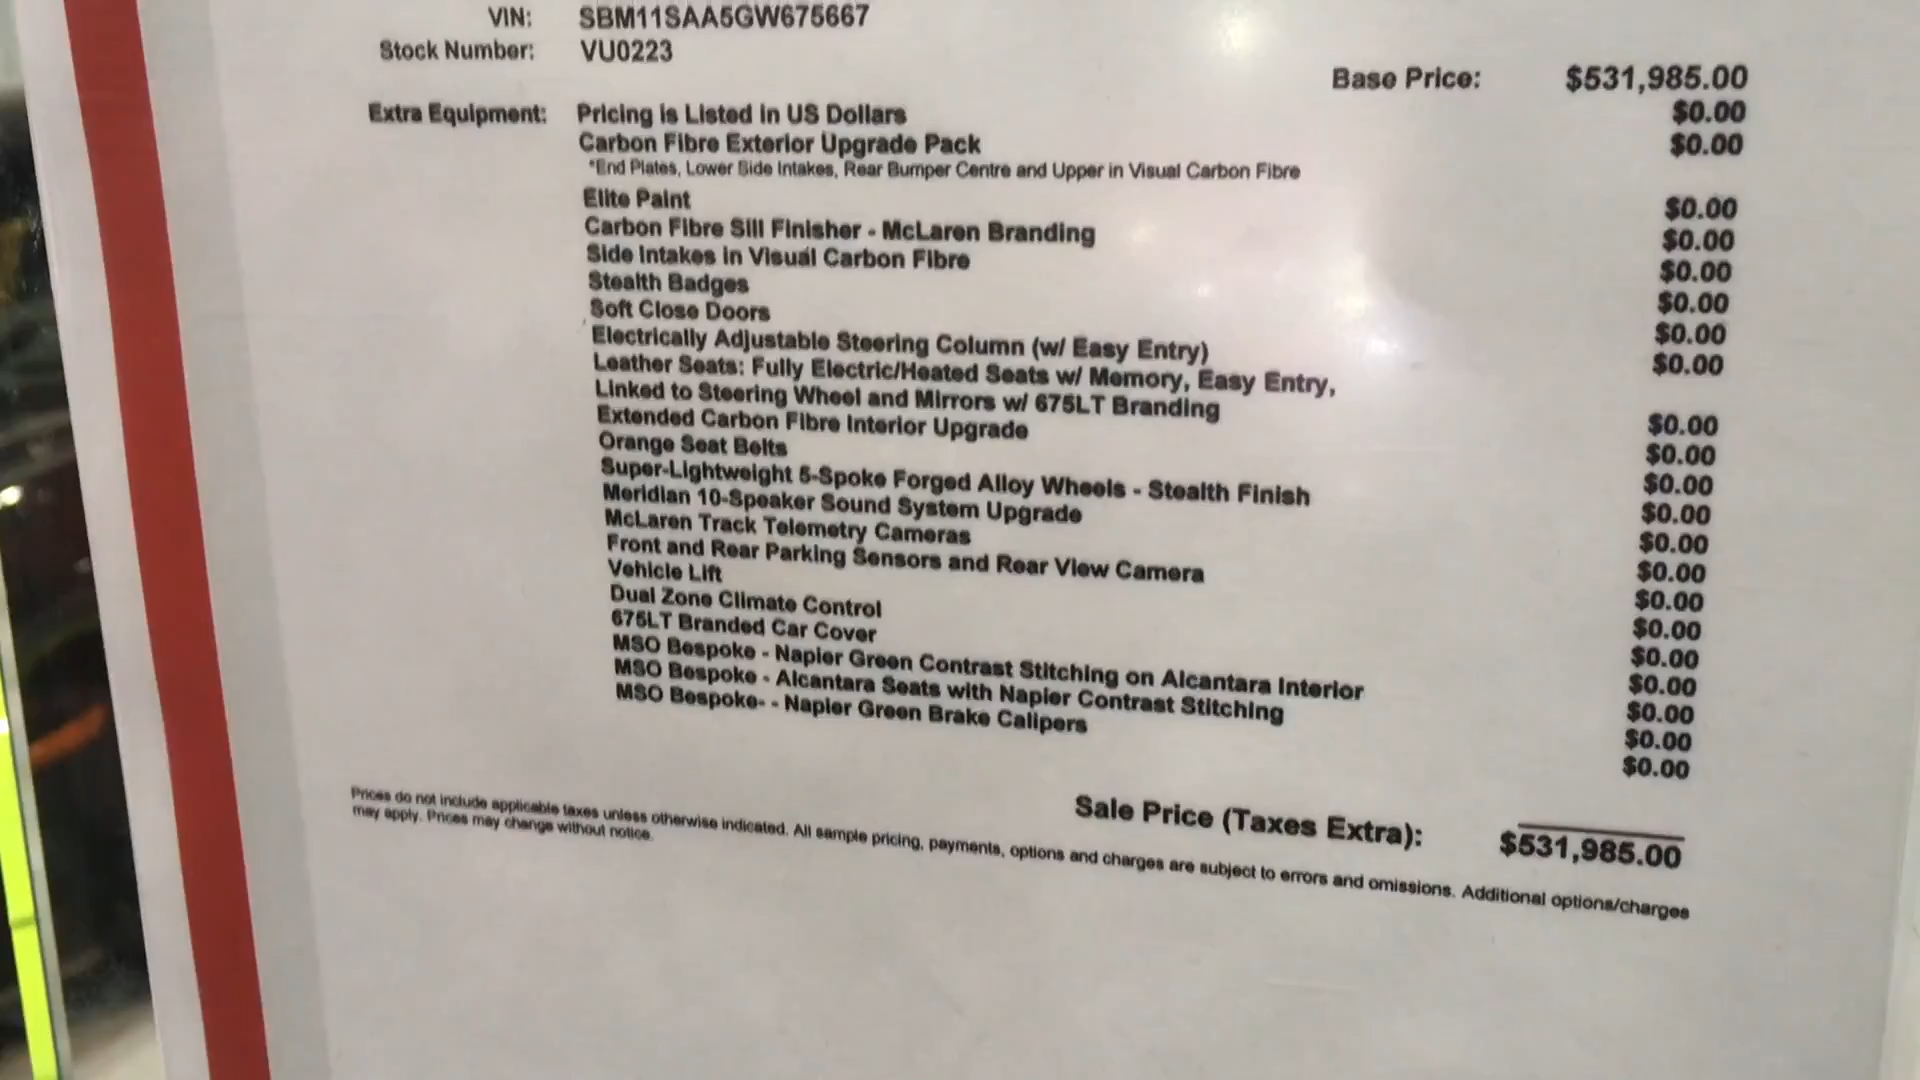 VIN: SBM11SAA5GW675667
Stock Number: VU0223
Base Price: $531,985.00
Extra Equipment: Pricing is Listed in US Dollars $0.00
Carbon Fibre Exterior Upgrade Pack $0.00
*End Plates, Lower Side Intakes, Rear Bumper Centre and Upper in Visual Carbon Fibre
Elite Paint $0.00
Carbon Fibre Sill Finisher - McLaren Branding $0.00
Side Intakes in Visual Carbon Fibre $0.00
Stealth Badges $0.00
Soft Close Doors $0.00
Electrically Adjustable Steering Column (w/ Easy Entry) $0.00
Leather Seats: Fully Electric/Heated Seats w/ Memory, Easy Entry,
Linked to Steering Wheel and Mirrors w/ 675LT Branding $0.00
Extended Carbon Fibre Interior Upgrade $0.00
Orange Seat Belts $0.00
Super-Lightweight 5-Spoke Forged Alloy Wheels - Stealth Finish $0.00
Meridian 10-Speaker Sound System Upgrade $0.00
McLaren Track Telemetry Cameras $0.00
Front and Rear Parking Sensors and Rear View Camera $0.00
Vehicle Lift $0.00
Dual Zone Climate Control $0.00
675LT Branded Car Cover $0.00
MSO Bespoke - Napier Green Contrast Stitching on Alcantara Interior $0.00
MSO Bespoke - Alcantara Seats with Napier Contrast Stitching $0.00
MSO Bespoke- - Napier Green Brake Calipers $0.00
Sale Price (Taxes Extra): $531,985.00
Prices do not include applicable taxes unless otherwise indicated. All sample pricing, payments, options and charges are subject to errors and omissions. Additional options/charges
may apply. Prices may change without notice.